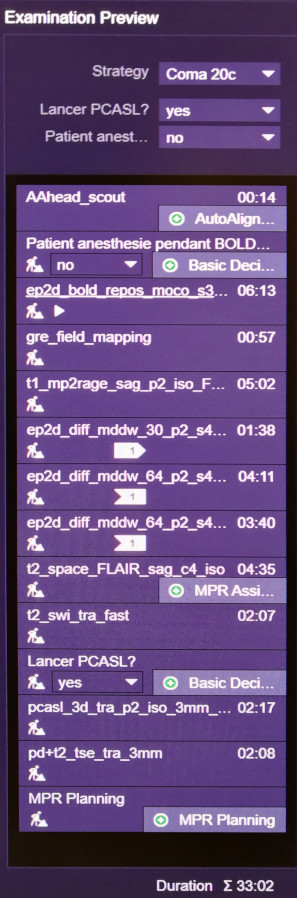 Examination Preview
Strategy Coma 20c
Lancer PCASL? yes
Patient anest... no
AAhead_scout 00:14
AutoAlign...
Patient anesthesie pendant BOLD...
no Basic Deci...
ep2d_bold_repos_moco_s3... 06:13
gre_field_mapping 00:57
t1_mp2rage_sag_p2_iso_F... 05:02
ep2d_diff_mddw_30_p2_s4... 01:38
1
ep2d_diff_mddw_64_p2_s4... 04:11
1
ep2d_diff_mddw_64_p2_s4... 03:40
1
t2_space_FLAIR_sag_c4_iso 04:35
MPR Assi...
t2_swi_tra_fast 02:07
Lancer PCASL?
yes Basic Deci...
pcasl_3d_tra_p2_iso_3mm_... 02:17
pd+t2_tse_tra_3mm 02:08
MPR Planning
MPR Planning
Duration Σ 33:02